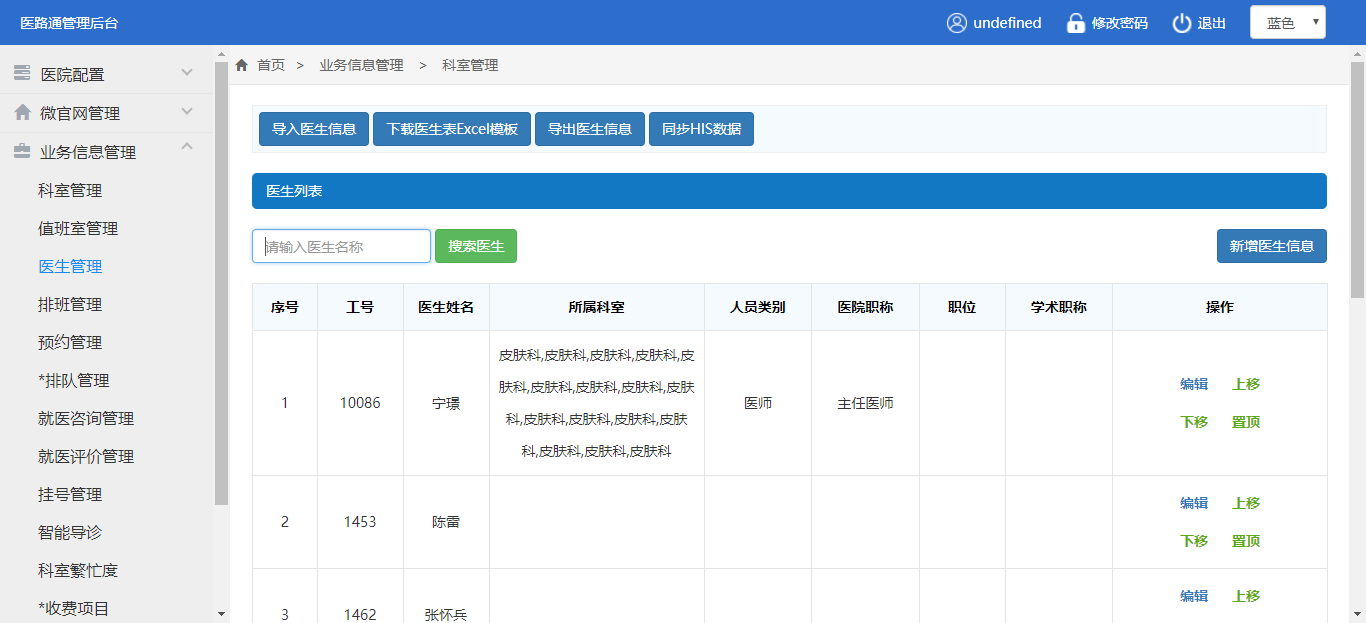 医路通管理后台
undefined
修改密码
退出
蓝色
医院配置
微官网管理
业务信息管理
科室管理
值班室管理
医生管理
排班管理
预约管理
*排队管理
就医咨询管理
就医评价管理
挂号管理
智能导诊
科室繁忙度
*收费项目
首页 > 业务信息管理 > 科室管理
导入医生信息 下载医生表Excel模板 导出医生信息 同步HIS数据
医生列表
请输入医生名称 搜索医生 新增医生信息
序号 工号 医生姓名 所属科室 人员类别 医院职称 职位 学术职称 操作
皮肤科,皮肤科,皮肤科,皮肤科,皮
肤科,皮肤科,皮肤科,皮肤科,皮肤
科,皮肤科,皮肤科,皮肤科,皮肤
科,皮肤科,皮肤科,皮肤科
1 10086 宁璟 医师 主任医师
编辑 上移
下移 置顶
2 1453 陈雷
编辑 上移
下移 置顶
3 1462 张怀兵
编辑 上移